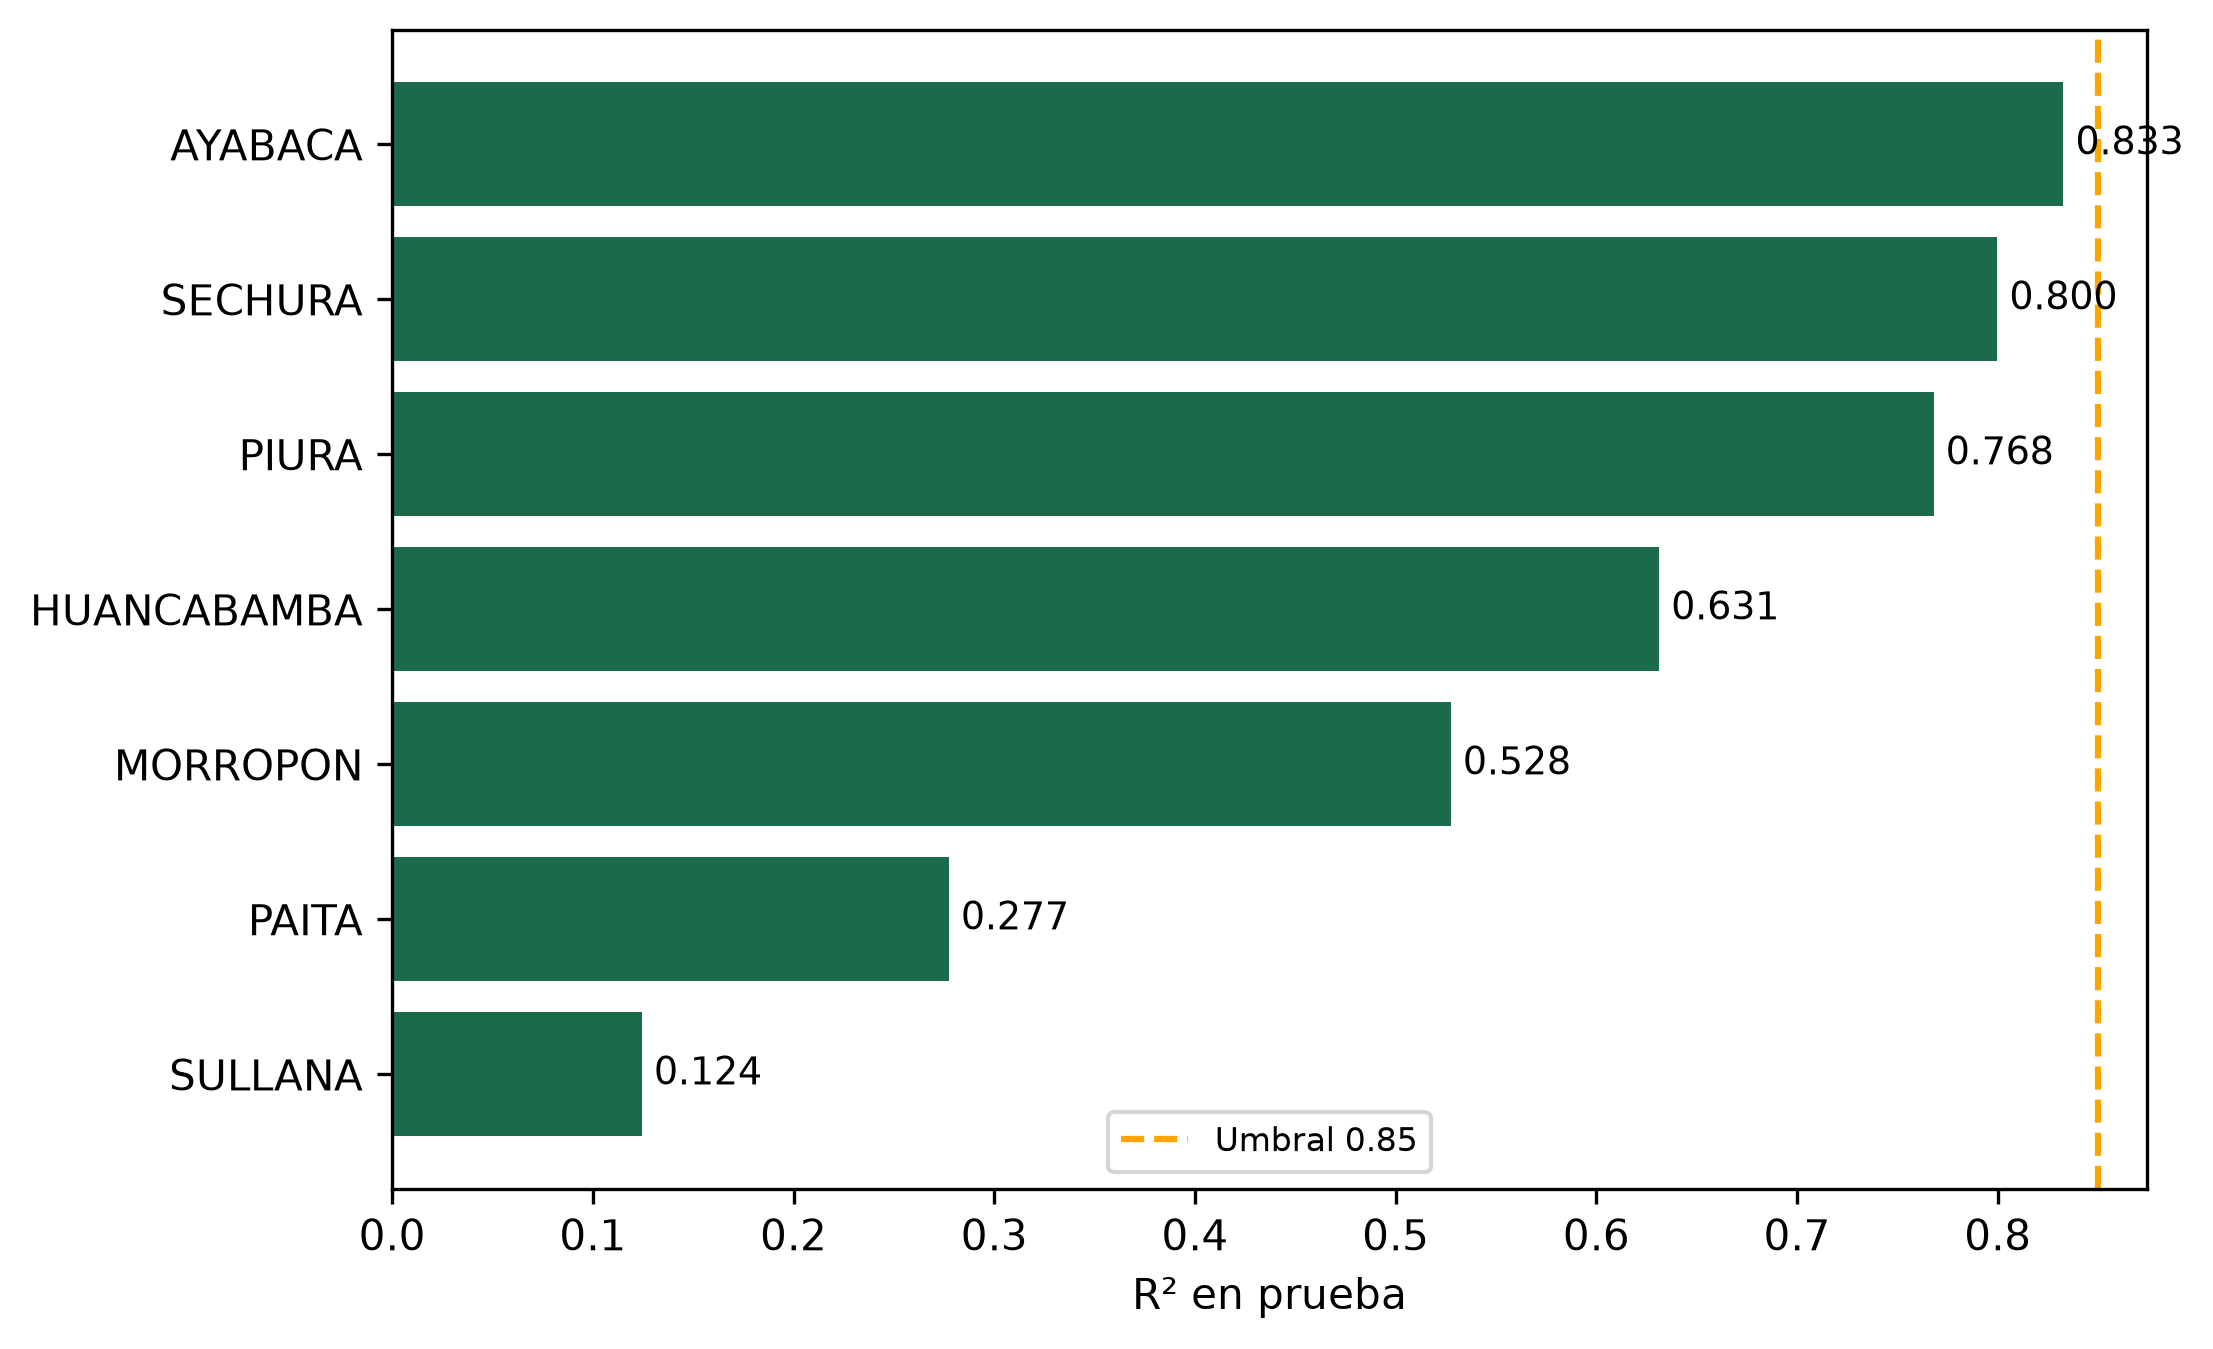 AYABACA 0.833
SECHURA 0.800
PIURA 0.768
HUANCABAMBA 0.631
MORROPON 0.528
PAITA 0.277
SULLANA 0.124
Umbral 0.85
0.0 0.1 0.2 0.3 0.4 0.5 0.6 0.7 0.8
R² en prueba